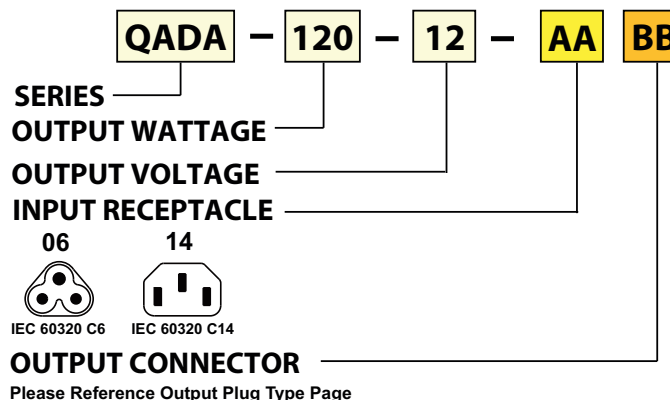 QADA - 120 - 12 - AA BB
SERIES
OUTPUT WATTAGE
OUTPUT VOLTAGE
INPUT RECEPTACLE
06 14
IEC 60320 C6 IEC 60320 C14
OUTPUT CONNECTOR
Please Reference Output Plug Type Page